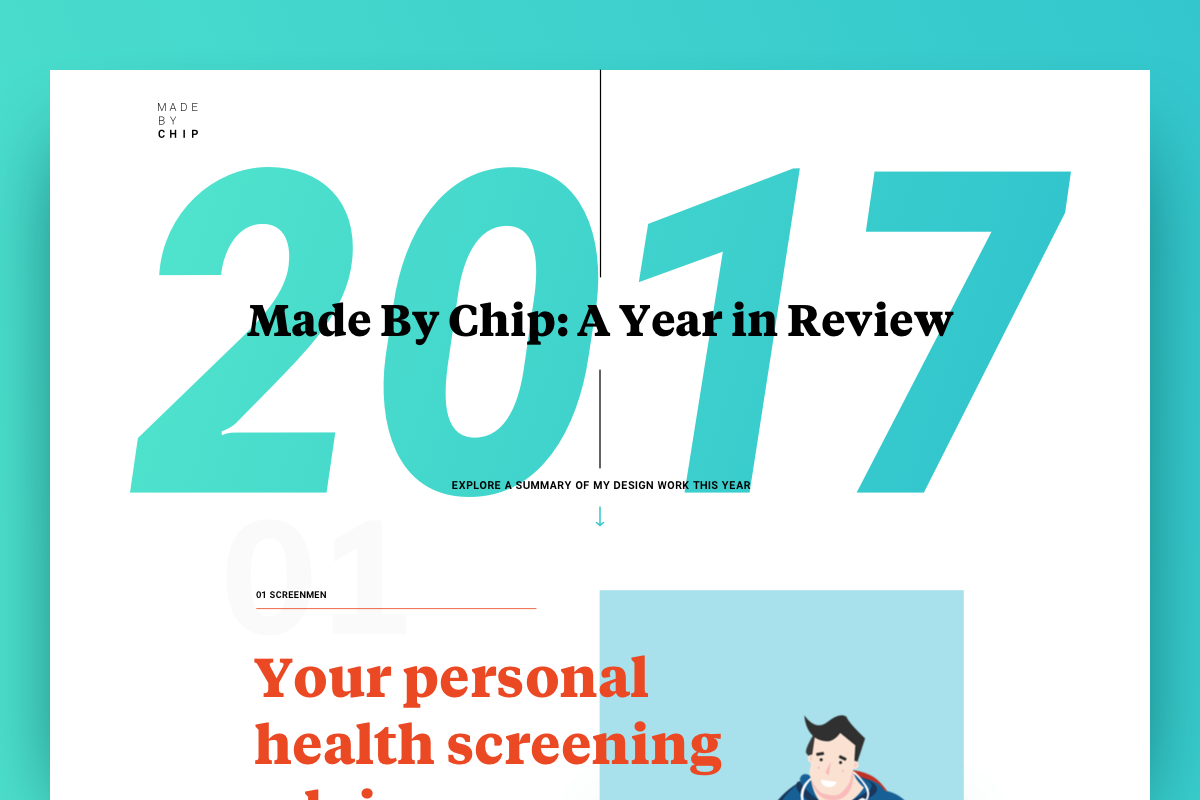 MADE
BY
CHIP
2017
Made By Chip: A Year in Review
EXPLORE A SUMMARY OF MY DESIGN WORK THIS YEAR
01
01 SCREENMEN
Your personal
health screening